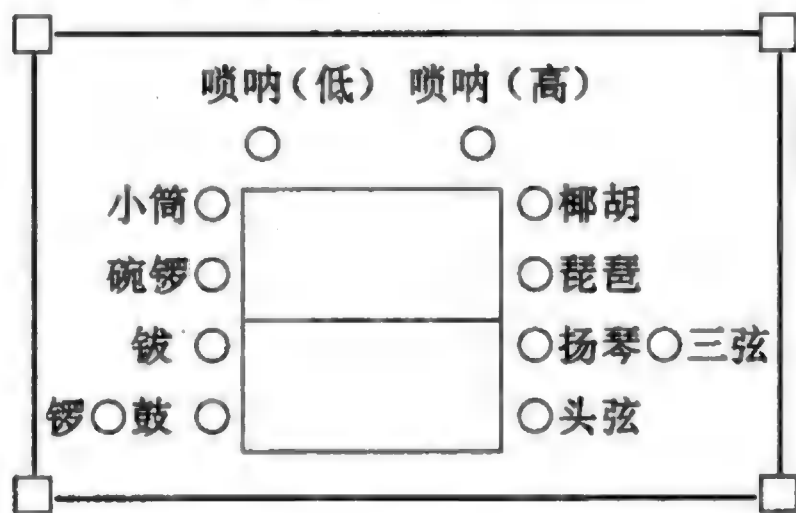 唢呐(低) 唢呐(高)
小筒 椰胡
碗锣 琵琶
钹 扬琴 三弦
锣 鼓 头弦